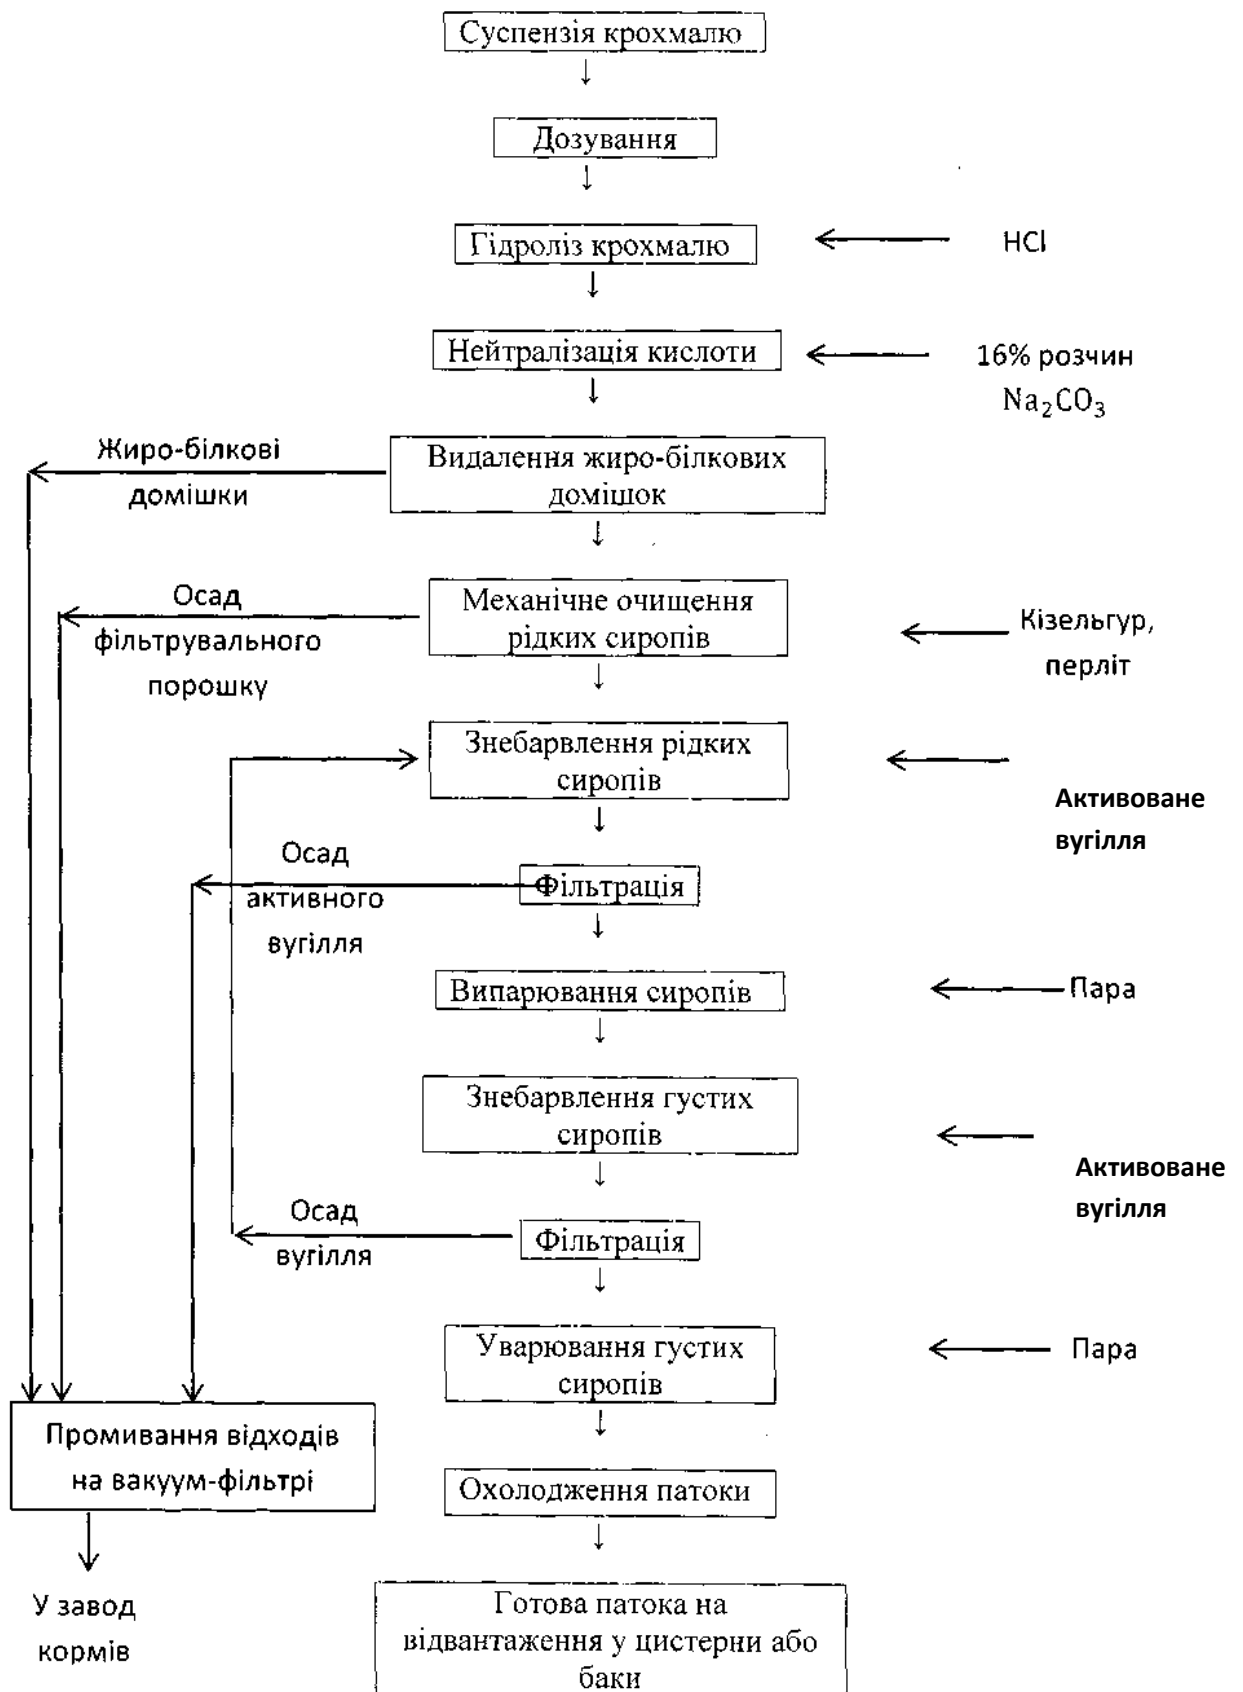 Суспензія крохмалю
Дозування
Гідроліз крохмалю
HCl
Нейтралізація кислоти
16% розчин
Na₂CO₃
Жиро-білкові
домішки
Видалення жиро-білкових
домішок
Осад
фільтрувального
порошку
Механічне очищення
рідких сиропів
Кізельгур,
перліт
Знебарвлення рідких
сиропів
Активоване
вугілля
Осад
активного
вугілля
Фільтрація
Випарювання сиропів
Пара
Знебарвлення густих
сиропів
Активоване
вугілля
Осад
вугілля
Фільтрація
Уварювання густих
сиропів
Пара
Промивання відходів
на вакуум-фільтрі
Охолодження патоки
У завод
кормів
Готова патока на
відвантаження у цистерни або
баки